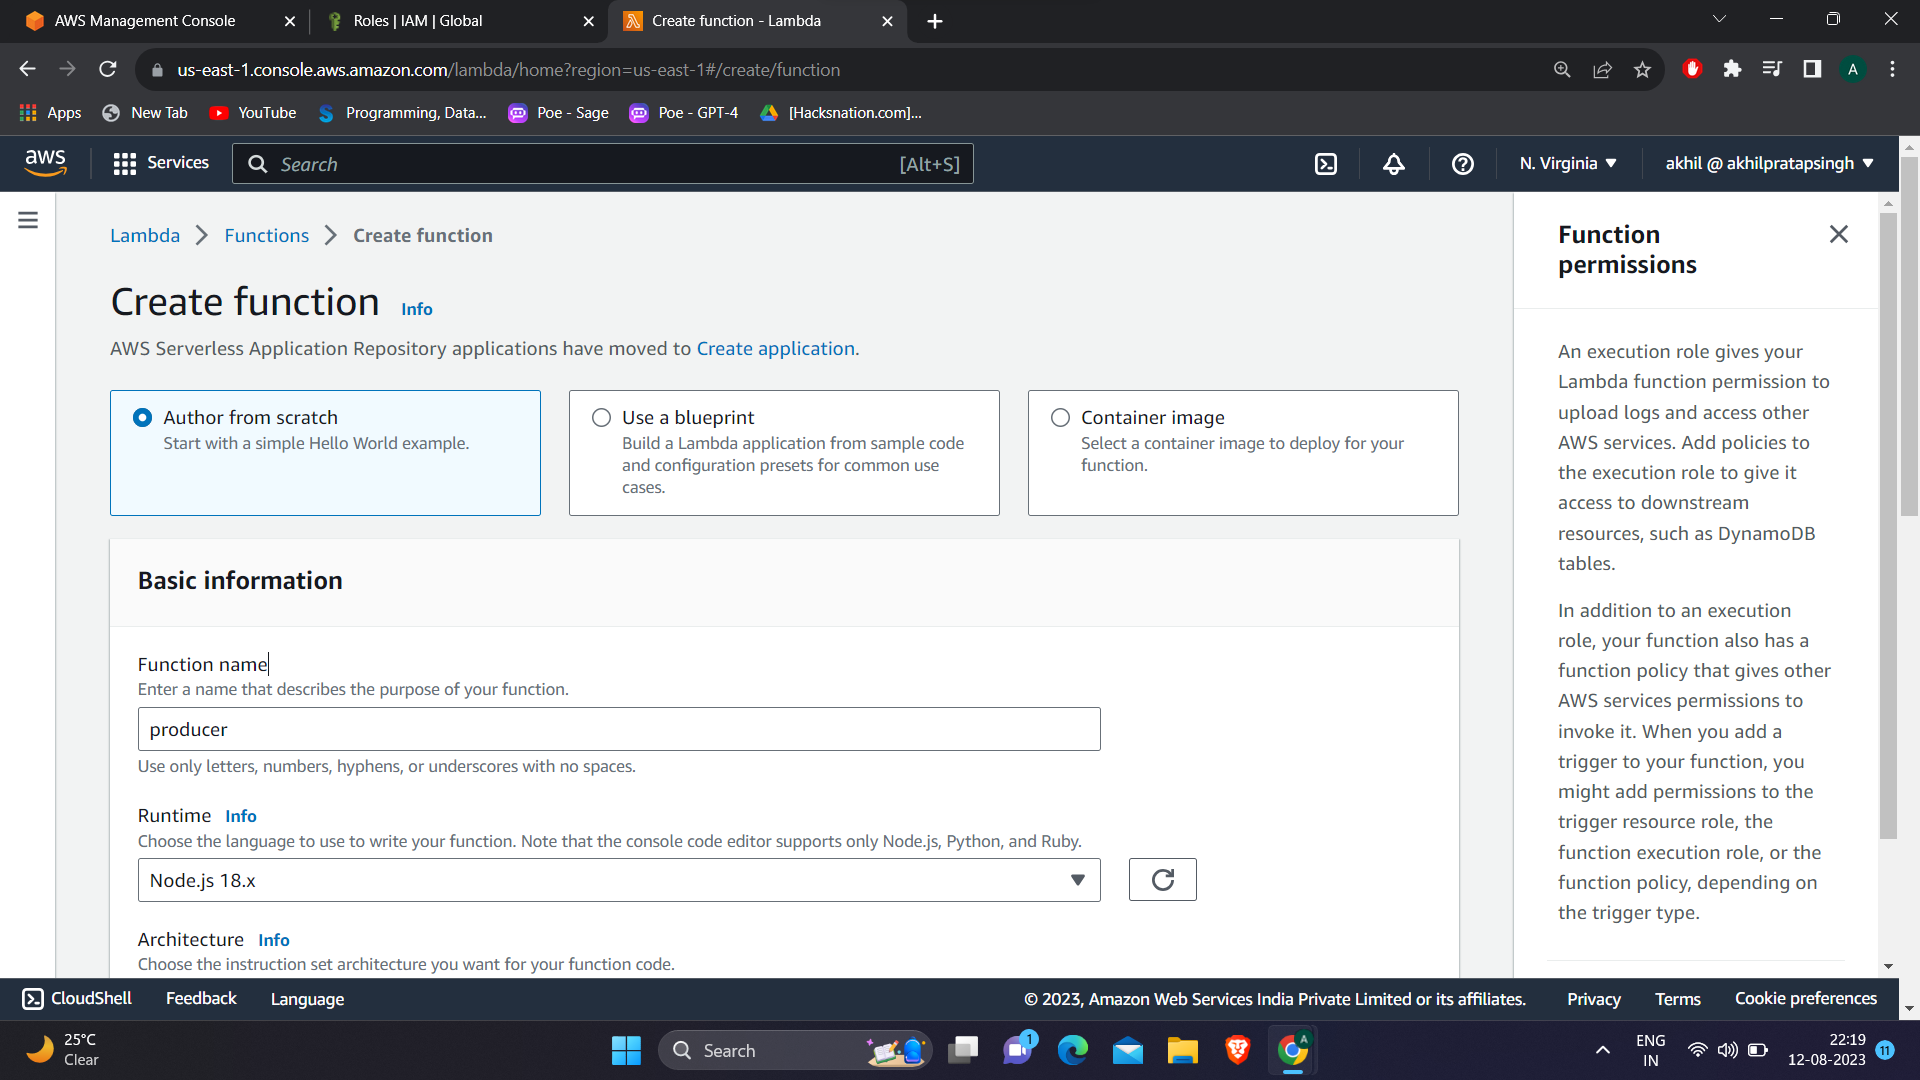 AWS Management Console
Roles | IAM | Global
Create function - Lambda
us-east-1.console.aws.amazon.com/lambda/home?region=us-east-1#/create/function
A
Apps
New Tab
YouTube
Programming, Data...
Poe - Sage
Poe - GPT-4
[Hacksnation.com]...
aws
Services
Search
[Alt+S]
N. Virginia
akhil @ akhilpratapsingh
Lambda
Functions
Create function
Create function Info
AWS Serverless Application Repository applications have moved to Create application.
Author from scratch
Start with a simple Hello World example.
Use a blueprint
Build a Lambda application from sample code
and configuration presets for common use
cases.
Container image
Select a container image to deploy for your
function.
Basic information
Function name
Enter a name that describes the purpose of your function.
producer
Use only letters, numbers, hyphens, or underscores with no spaces.
Runtime Info
Choose the language to use to write your function. Note that the console code editor supports only Node.js, Python, and Ruby.
Node.js 18.x
Architecture Info
Choose the instruction set architecture you want for your function code.
Function
permissions
An execution role gives your
Lambda function permission to
upload logs and access other
AWS services. Add policies to
the execution role to give it
access to downstream
resources, such as DynamoDB
tables.
In addition to an execution
role, your function also has a
function policy that gives other
AWS services permissions to
invoke it. When you add a
trigger to your function, you
might add permissions to the
trigger resource role, the
function execution role, or the
function policy, depending on
the trigger type.
CloudShell
Feedback
Language
© 2023, Amazon Web Services India Private Limited or its affiliates.
Privacy
Terms
Cookie preferences
25°C
Clear
Search
1
A
ENG
IN
22:19
12-08-2023
11